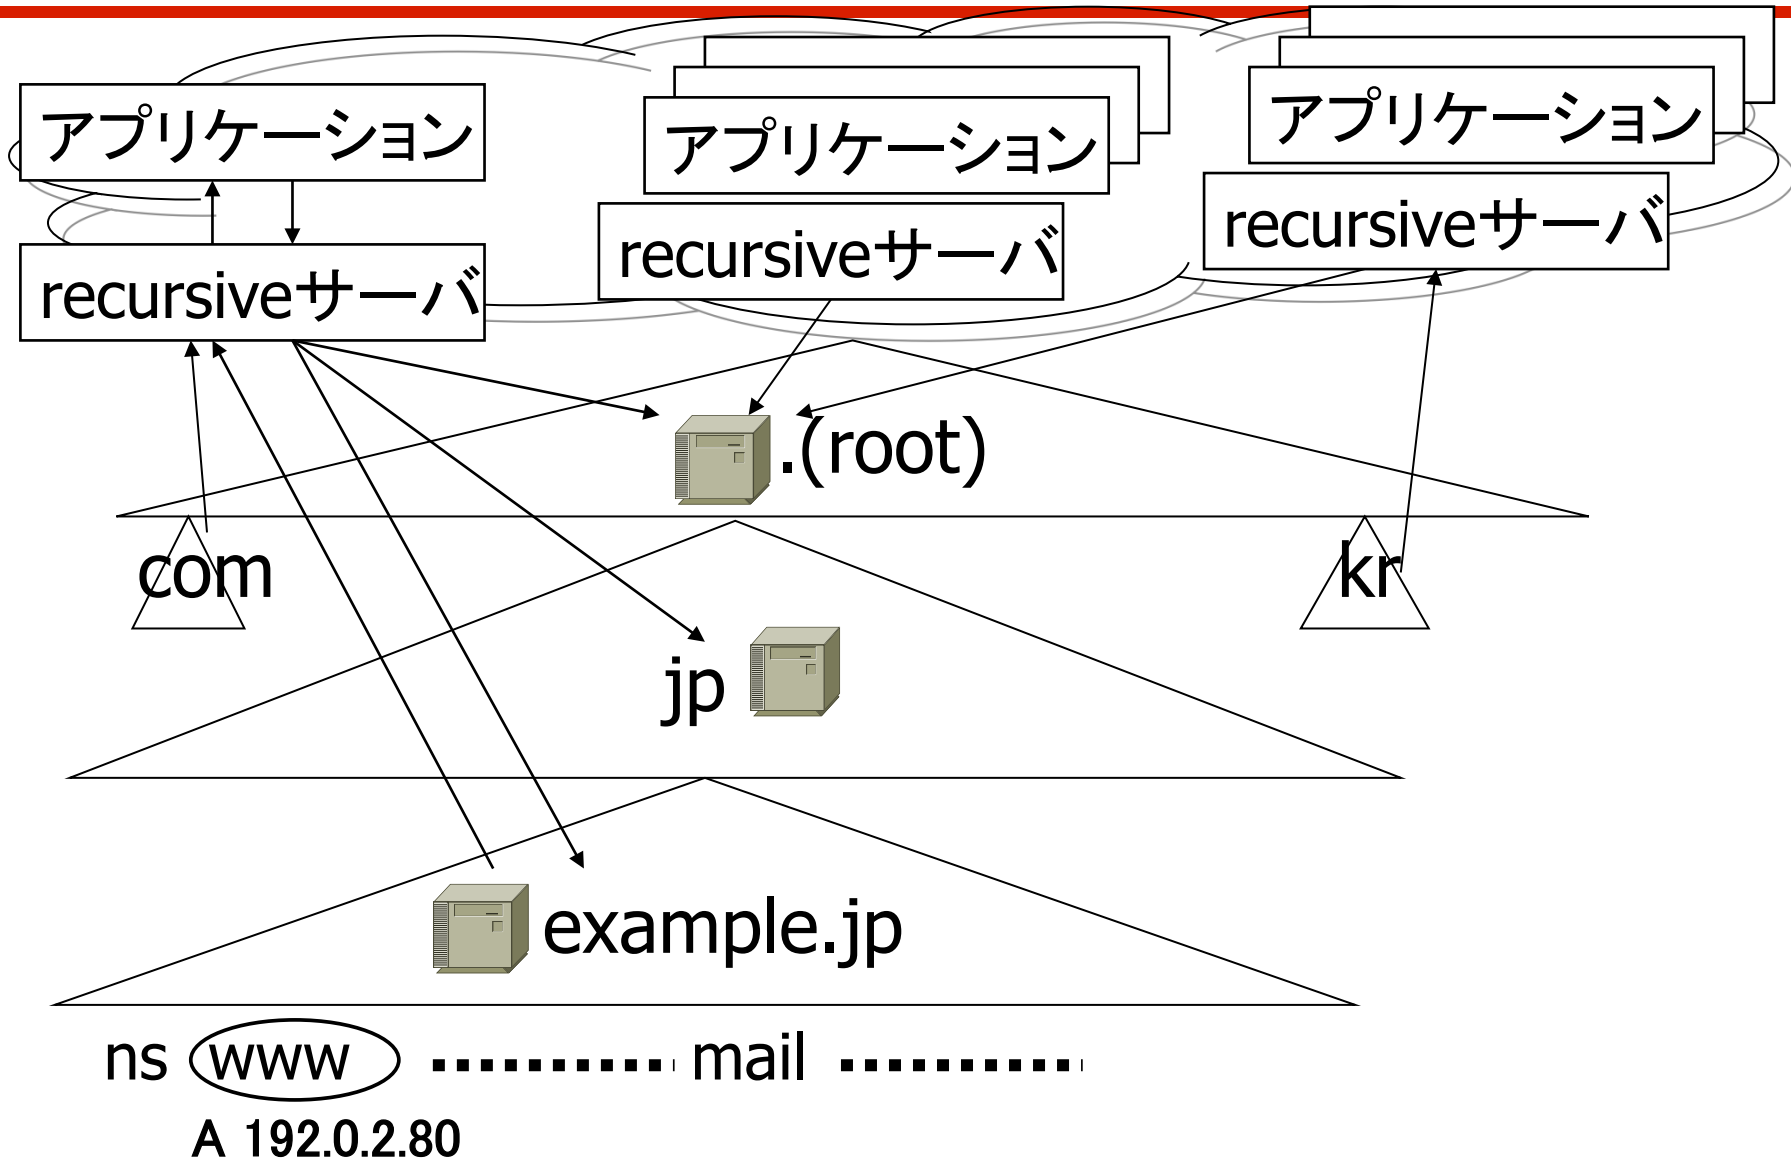 アプリケーション
アプリケーション
アプリケーション
recursiveサーバ
recursiveサーバ
recursiveサーバ
.(root)
com
kr
jp
example.jp
ns www mail
A 192.0.2.80